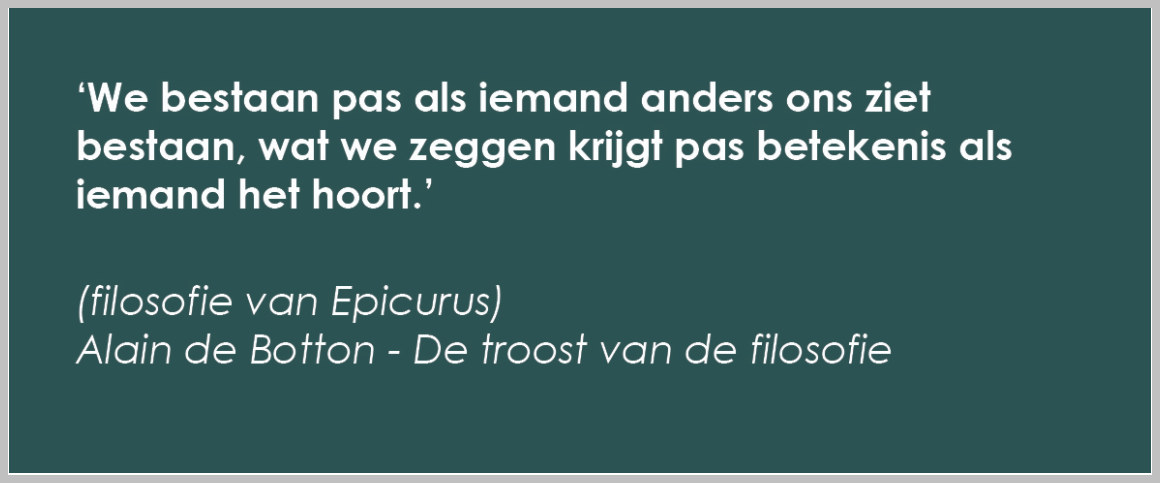 ‘We bestaan pas als iemand anders ons ziet
bestaan, wat we zeggen krijgt pas betekenis als
iemand het hoort.’
(filosofie van Epicurus)
Alain de Botton - De troost van de filosofie